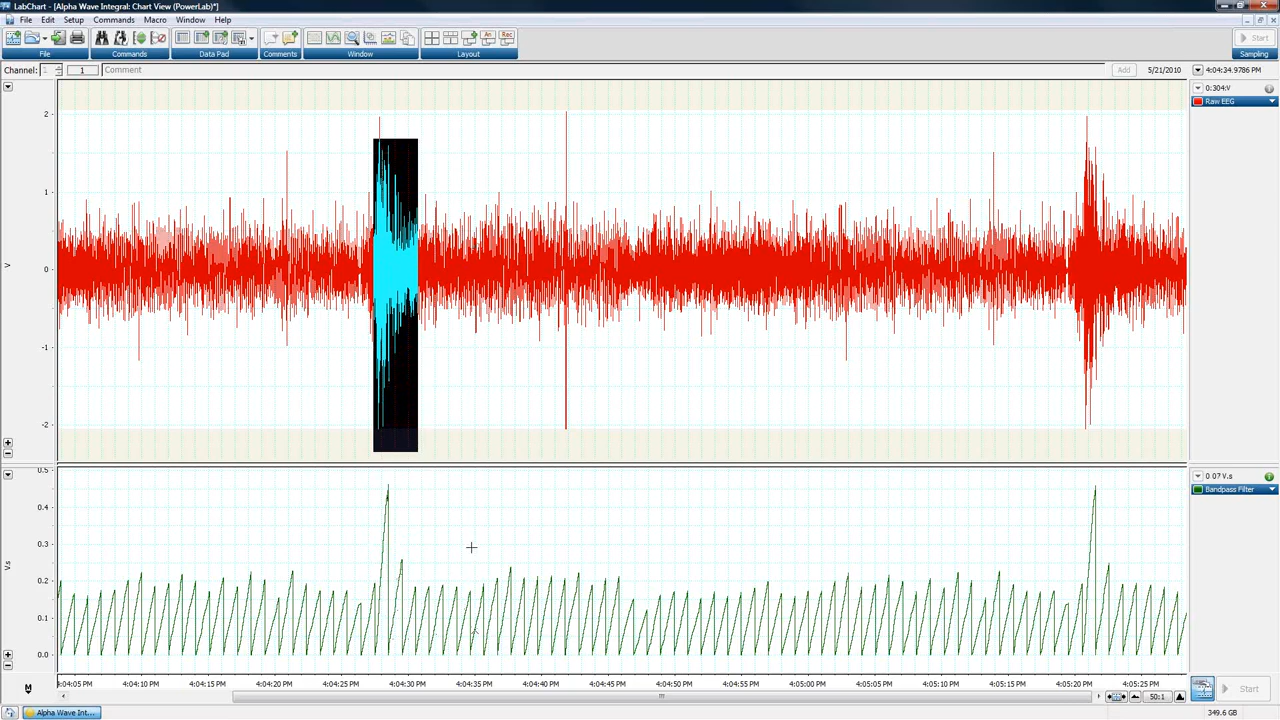 LabChart - [Alpha Wave Integral: Chart View (PowerLab)*]
File Edit Setup Commands Macro Window Help
Start
File Commands Data Pad Comments Window Layout Sampling
Channel: 1 1 Comment Add 5/21/2010 4:04:34.9786 PM
0:304:V
Raw EEG
2
1
V
0
-1
-2
0.5
0 07 V.s
Bandpass Filter
0.4
0.3
V.s
0.2
0.1
0.0
4:04:05 PM 4:04:10 PM 4:04:15 PM 4:04:20 PM 4:04:25 PM 4:04:30 PM 4:04:35 PM 4:04:40 PM 4:04:45 PM 4:04:50 PM 4:04:55 PM 4:05:00 PM 4:05:05 PM 4:05:10 PM 4:05:15 PM 4:05:20 PM 4:05:25 PM
M 50:1 Start
Alpha Wave Int... 349.6 GB